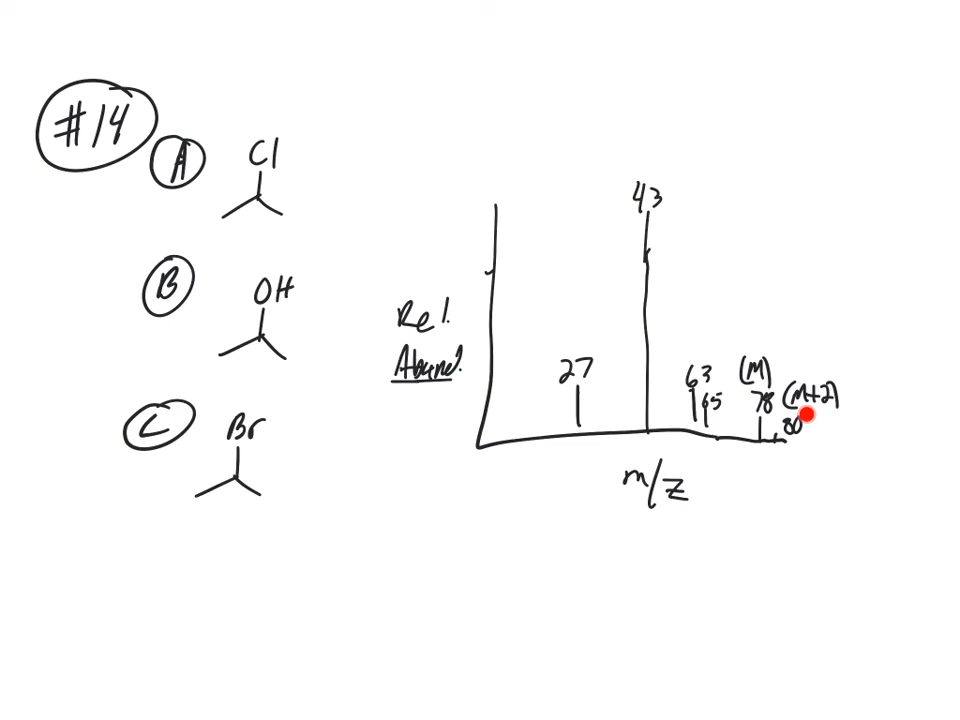 #14
A
Cl
B
OH
C
Br
Rel.
Abund.
27
43
63
65
(M)
78
(M+2)
80
m/z